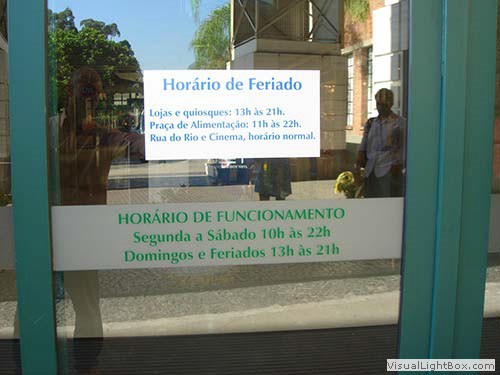 Horário de Feriado
Lojas e quiosques: 13h às 21h.
Praça de Alimentação: 11h às 22h.
Rua do Rio e Cinema, horário normal.
HORÁRIO DE FUNCIONAMENTO
Segunda a Sábado 10h às 22h
Domingos e Feriados 13h às 21h
VisualLightBox.com